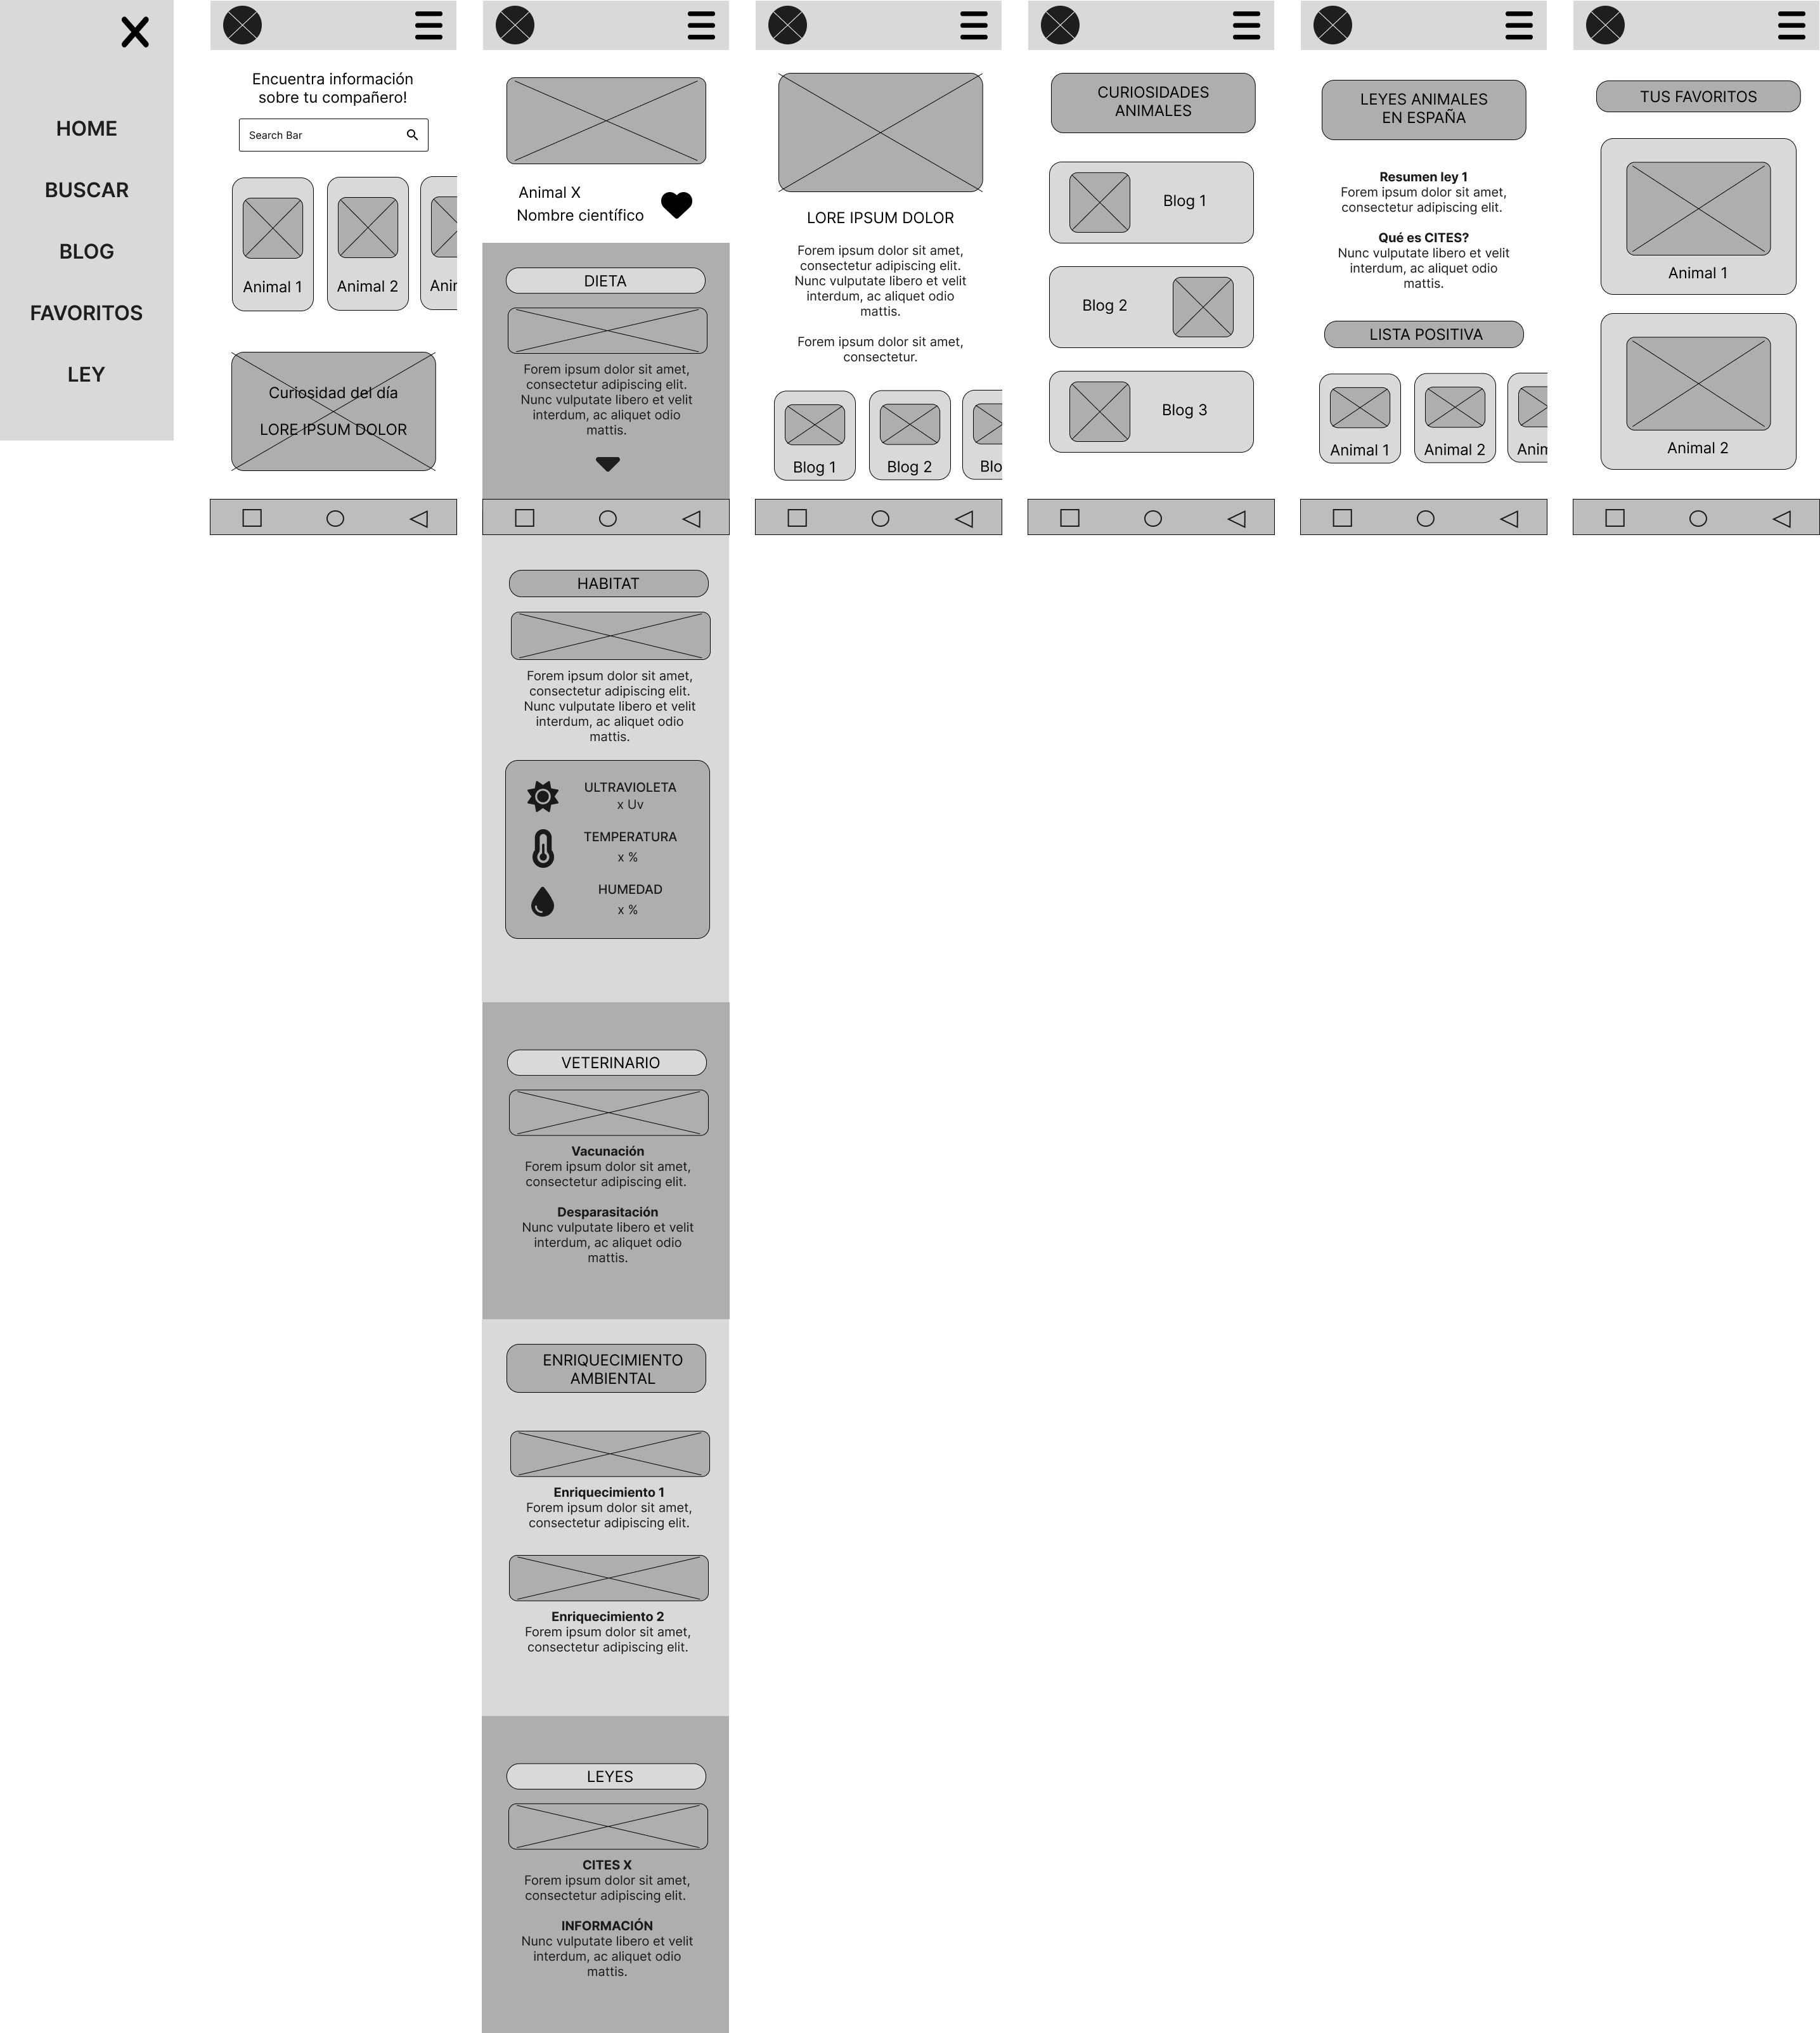 HOME
BUSCAR
BLOG
FAVORITOS
LEY
Encuentra información
sobre tu compañero!
Search Bar
Animal 1
Animal 2
Anir
Curiosidad del día
LORE IPSUM DOLOR
Animal X
Nombre científico
DIETA
Forem ipsum dolor sit amet,
consectetur adipiscing elit.
Nunc vulputate libero et velit
interdum, ac aliquet odio
mattis.
HABITAT
Forem ipsum dolor sit amet,
consectetur adipiscing elit.
Nunc vulputate libero et velit
interdum, ac aliquet odio
mattis.
ULTRAVIOLETA
x Uv
TEMPERATURA
x %
HUMEDAD
x %
VETERINARIO
Vacunación
Forem ipsum dolor sit amet,
consectetur adipiscing elit.
Desparasitación
Nunc vulputate libero et velit
interdum, ac aliquet odio
mattis.
ENRIQUECIMIENTO
AMBIENTAL
Enriquecimiento 1
Forem ipsum dolor sit amet,
consectetur adipiscing elit.
Enriquecimiento 2
Forem ipsum dolor sit amet,
consectetur adipiscing elit.
LEYES
CITES X
Forem ipsum dolor sit amet,
consectetur adipiscing elit.
INFORMACIÓN
Nunc vulputate libero et velit
interdum, ac aliquet odio
mattis.
LORE IPSUM DOLOR
Forem ipsum dolor sit amet,
consectetur adipiscing elit.
Nunc vulputate libero et velit
interdum, ac aliquet odio
mattis.
Forem ipsum dolor sit amet,
consectetur.
Blog 1
Blog 2
Blo
CURIOSIDADES
ANIMALES
Blog 1
Blog 2
Blog 3
LEYES ANIMALES
EN ESPAÑA
Resumen ley 1
Forem ipsum dolor sit amet,
consectetur adipiscing elit.
Qué es CITES?
Nunc vulputate libero et velit
interdum, ac aliquet odio
mattis.
LISTA POSITIVA
Animal 1
Animal 2
Anim
TUS FAVORITOS
Animal 1
Animal 2